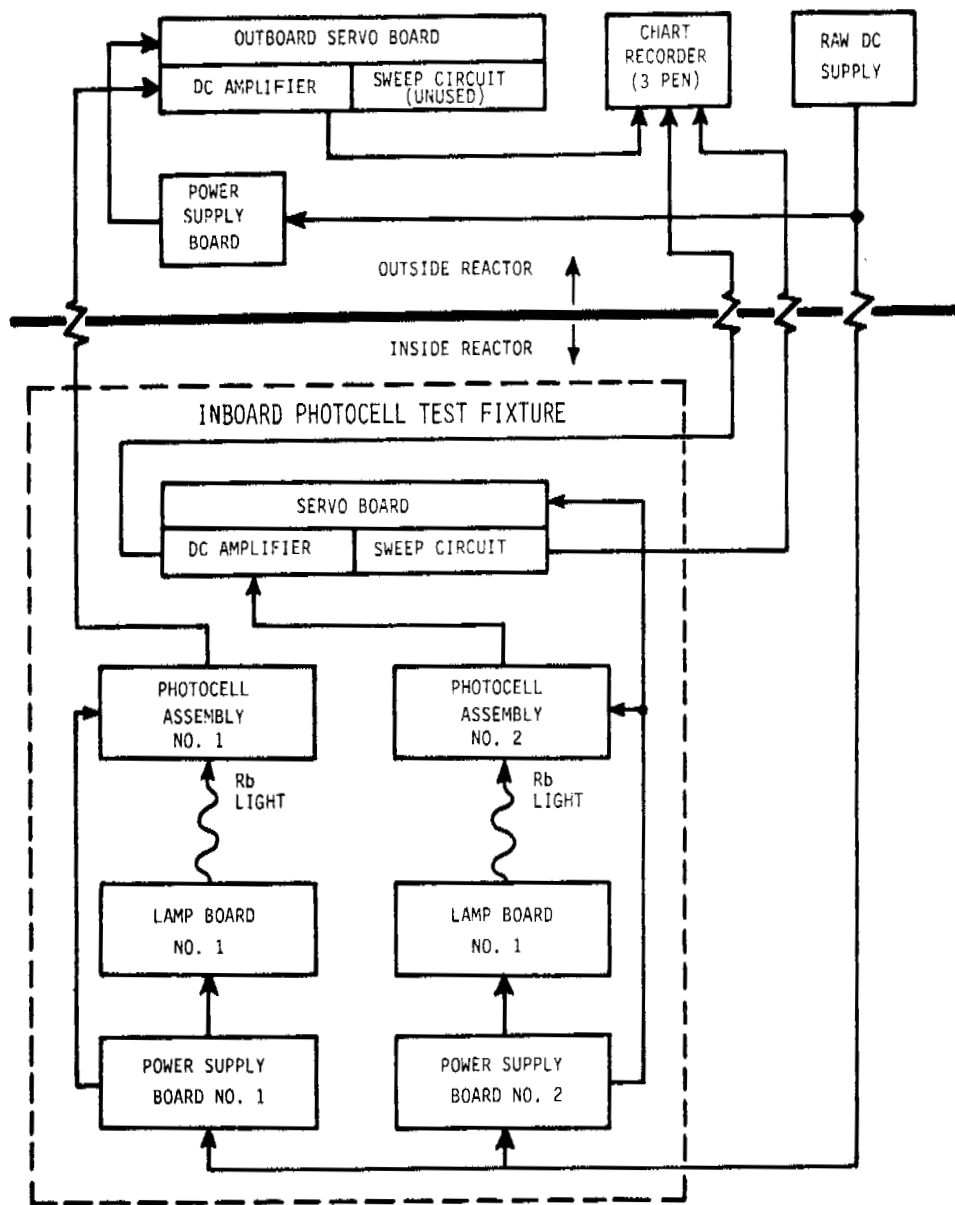 OUTBOARD SERVO BOARD
DC AMPLIFIER
SWEEP CIRCUIT
(UNUSED)
CHART
RECORDER
(3 PEN)
RAW DC
SUPPLY
POWER
SUPPLY
BOARD
OUTSIDE REACTOR
INSIDE REACTOR
INBOARD PHOTOCELL TEST FIXTURE
SERVO BOARD
DC AMPLIFIER
SWEEP CIRCUIT
PHOTOCELL
ASSEMBLY
NO. 1
PHOTOCELL
ASSEMBLY
NO. 2
Rb
LIGHT
Rb
LIGHT
LAMP BOARD
NO. 1
LAMP BOARD
NO. 1
POWER SUPPLY
BOARD NO. 1
POWER SUPPLY
BOARD NO. 2